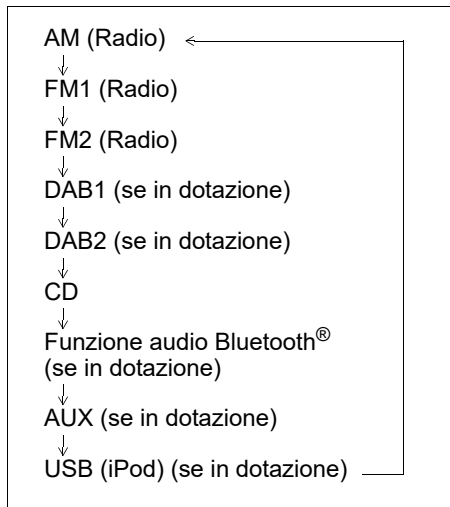 AM (Radio)
FM1 (Radio)
FM2 (Radio)
DAB1 (se in dotazione)
DAB2 (se in dotazione)
CD
Funzione audio Bluetooth®
(se in dotazione)
AUX (se in dotazione)
USB (iPod) (se in dotazione)